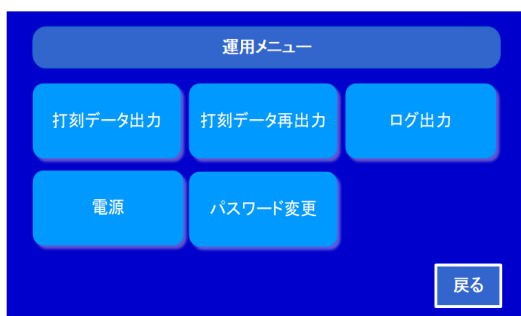 運用メニュー
打刻データ出力
打刻データ再出力
ログ出力
電源
パスワード変更
戻る